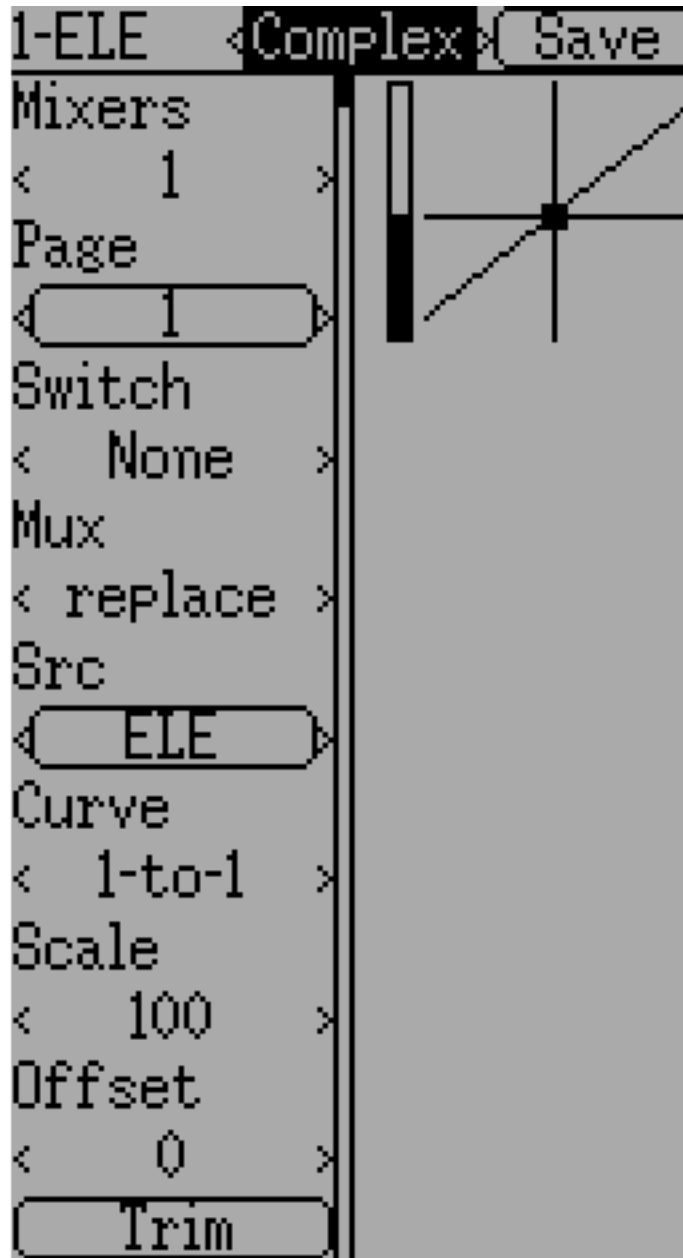 1-ELE <Complex> Save
Mixers
< 1 >
Page
< 1 >
Switch
< None >
Mux
< replace >
Src
< ELE >
Curve
< 1-to-1 >
Scale
< 100 >
Offset
< 0 >
Trim